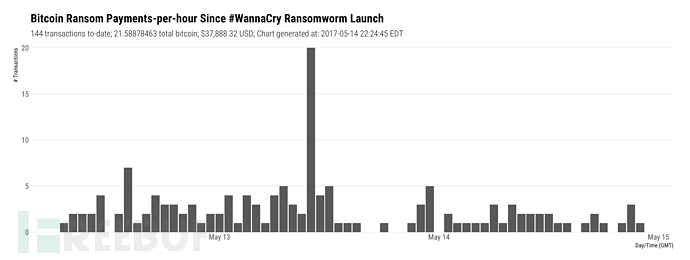 Bitcoin Ransom Payments-per-hour Since #WannaCry Ransomworm Launch
144 transactions to-date; 21.58878463 total bitcoin; $37,888.32 USD; Chart generated at: 2017-05-14 22:24:45 EDT
# Transactions
20
15
10
5
0
May 13
May 14
May 15
Day/Time (GMT)
FREEBUF